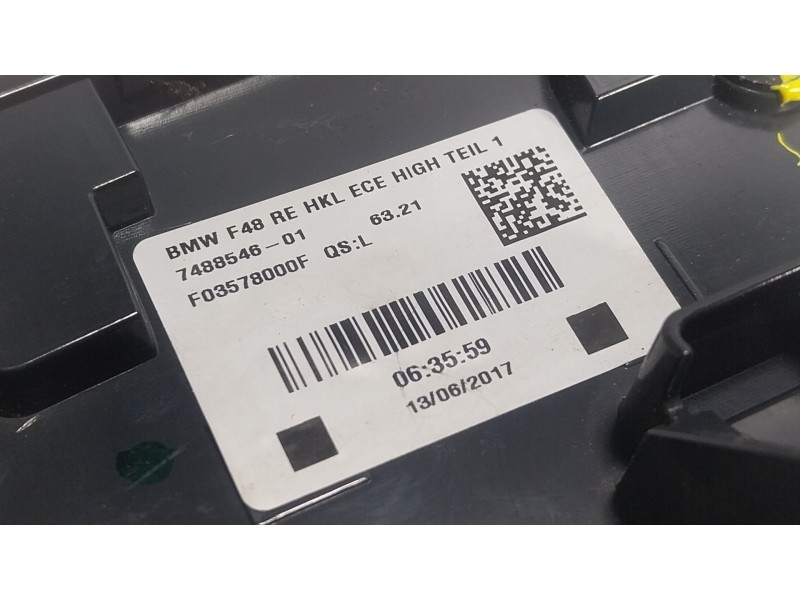 BMW F48 RE HKL ECE HIGH TEIL 1
7488546-01 63.21
F03578000F QS:L
06:35:59
13/06/2017